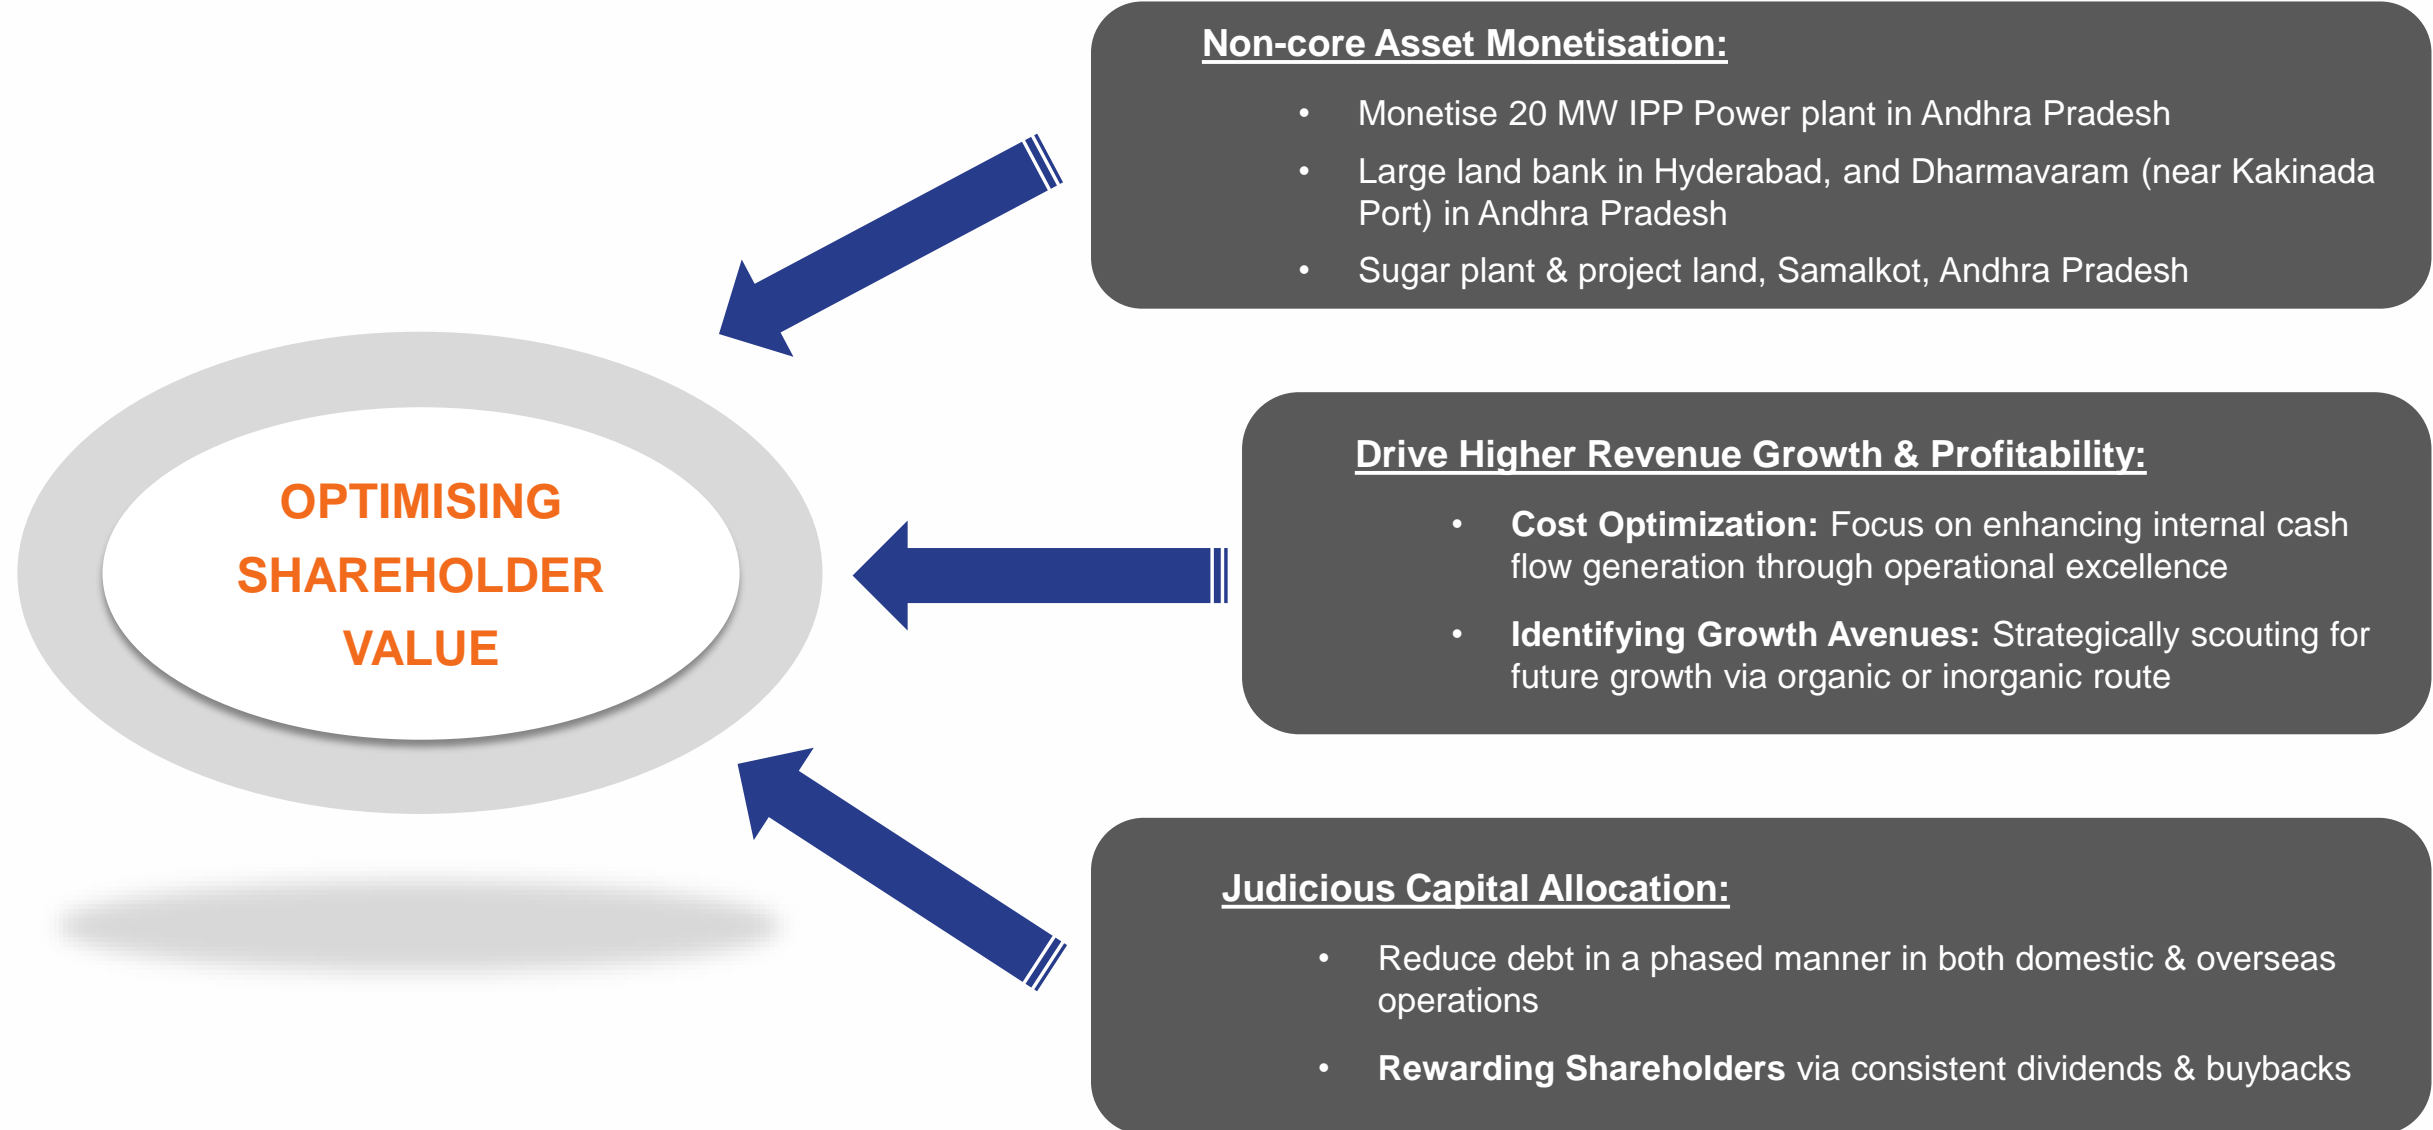 OPTIMISING
SHAREHOLDER
VALUE
Non-core Asset Monetisation:
• Monetise 20 MW IPP Power plant in Andhra Pradesh
• Large land bank in Hyderabad, and Dharmavaram (near Kakinada
Port) in Andhra Pradesh
• Sugar plant & project land, Samalkot, Andhra Pradesh
Drive Higher Revenue Growth & Profitability:
• Cost Optimization: Focus on enhancing internal cash
flow generation through operational excellence
• Identifying Growth Avenues: Strategically scouting for
future growth via organic or inorganic route
Judicious Capital Allocation:
• Reduce debt in a phased manner in both domestic & overseas
operations
• Rewarding Shareholders via consistent dividends & buybacks